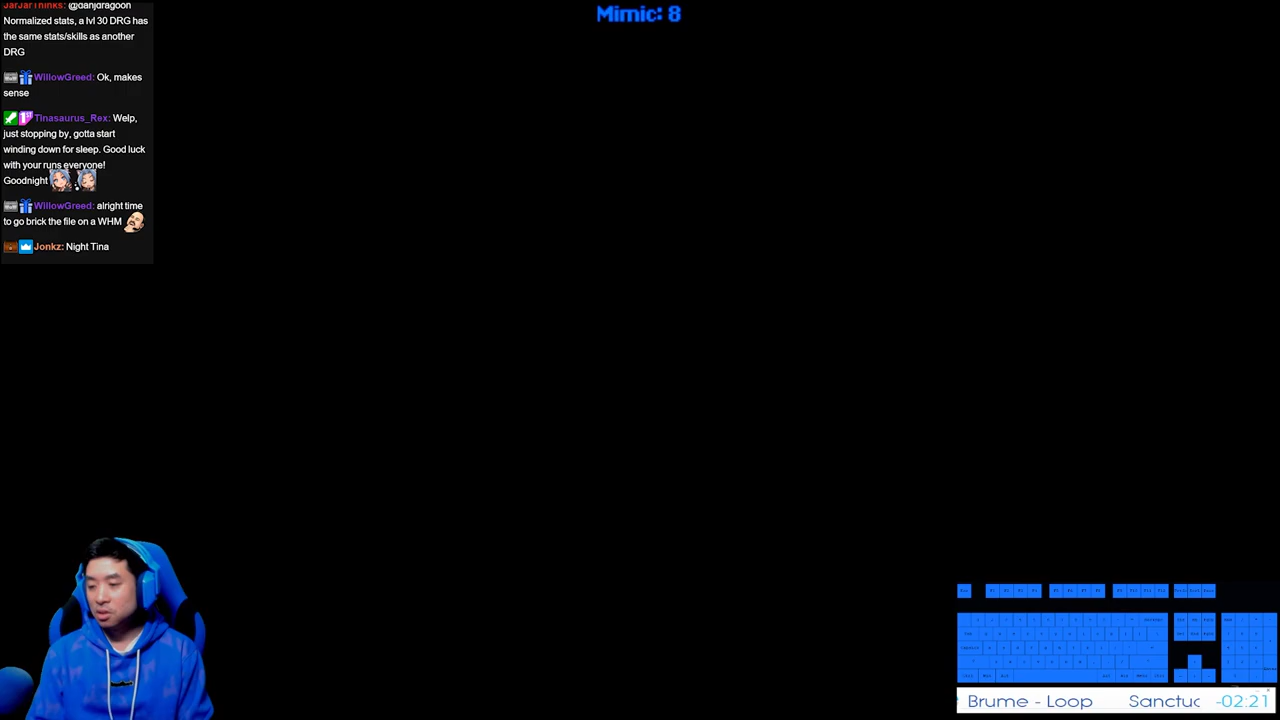 JarJarThinks: @danjdragoon
Normalized stats, a lvl 30 DRG has
the same stats/skills as another
DRG
WillowGreed: Ok, makes
sense
Tinasaurus_Rex: Welp,
just stopping by, gotta start
winding down for sleep. Good luck
with your runs everyone!
Goodnight
WillowGreed: alright time
to go brick the file on a WHM
Jonkz: Night Tina
Mimic: 8
Brume - Loop Sanctuc -02:21